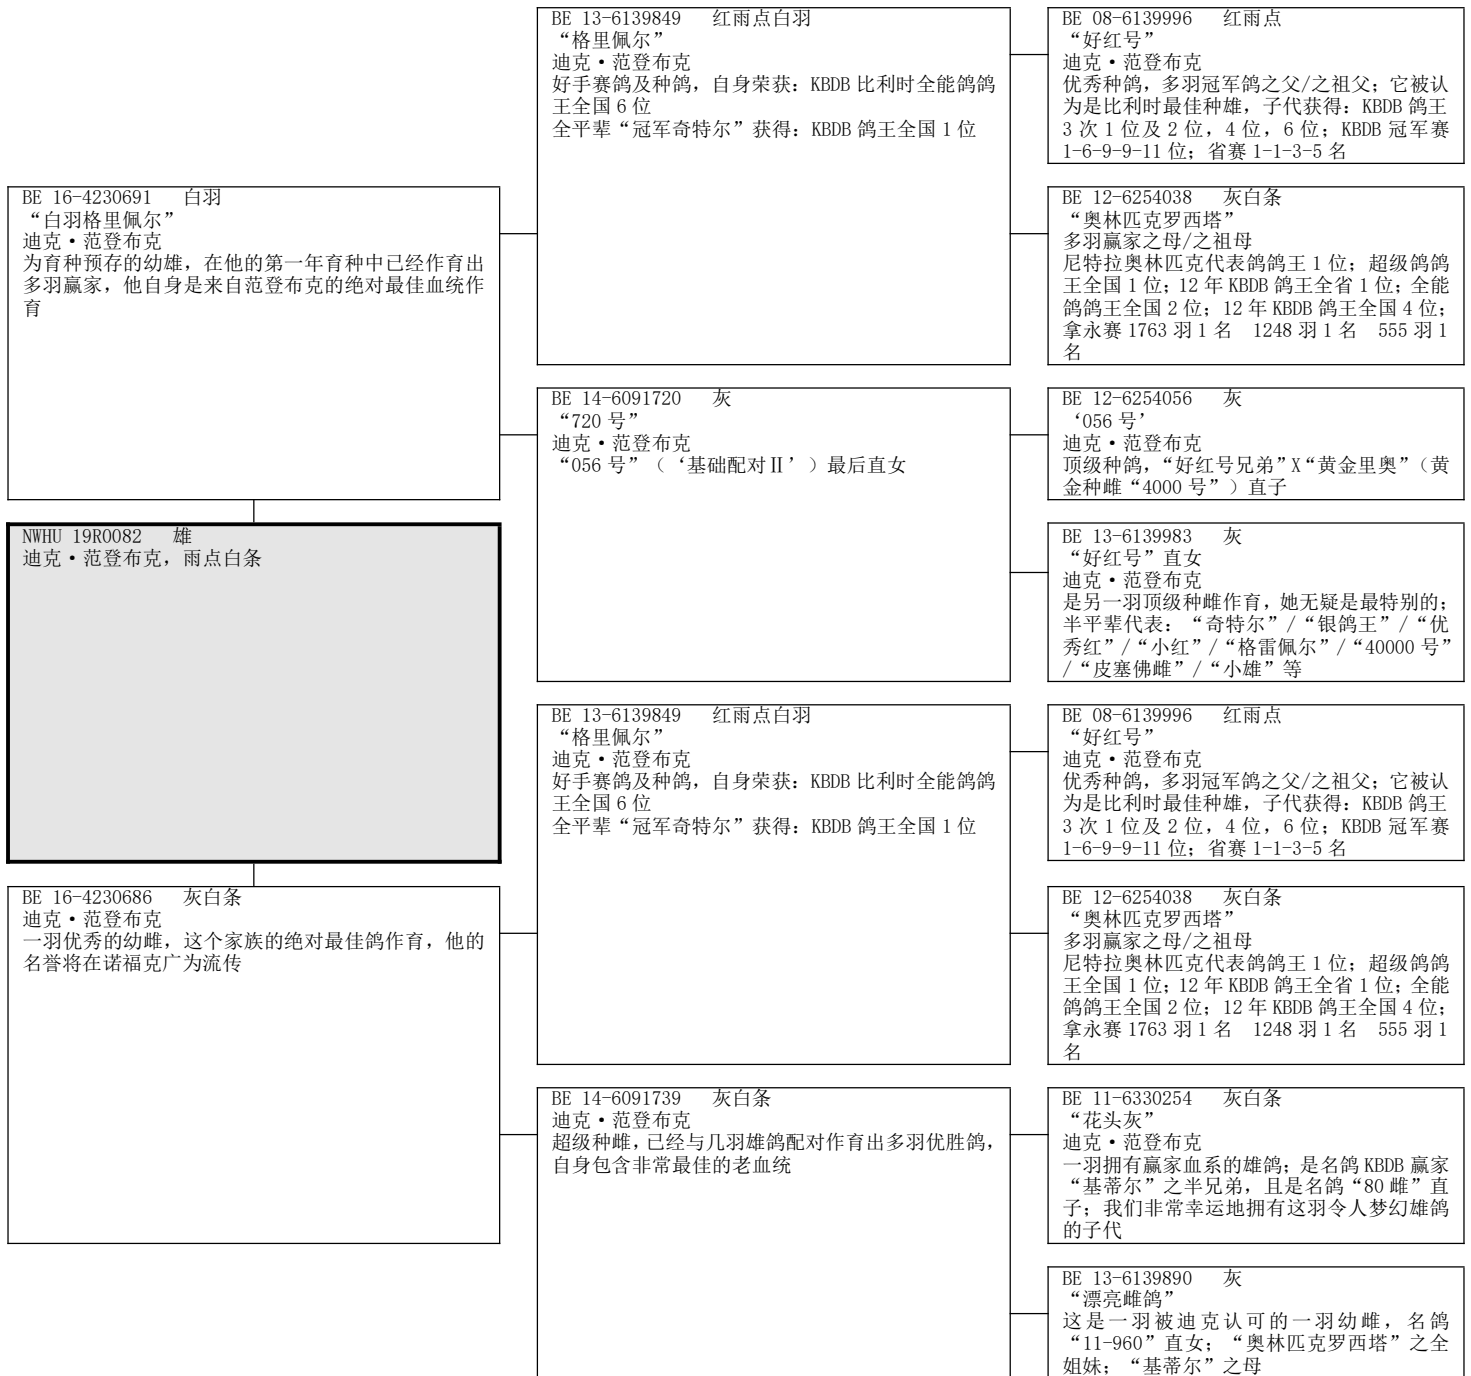 BE 16-4230691 白羽
“白羽格里佩尔”
迪克·范登布克
为育种预存的幼雄，在他的第一年育种中已经作育出
多羽赢家，他自身是来自范登布克的绝对最佳血统作
育
NWHU 19R0082 雄
迪克·范登布克，雨点白条
BE 16-4230686 灰白条
迪克·范登布克
一羽优秀的幼雌，这个家族的绝对最佳鸽作育，他的
名誉将在诺福克广为流传
BE 13-6139849 红雨点白羽
“格里佩尔”
迪克·范登布克
好手赛鸽及种鸽，自身荣获：KBDB 比利时全能鸽鸽
王全国 6 位
全平辈“冠军奇特尔”获得：KBDB 鸽王全国 1 位
BE 14-6091720 灰
“720 号”
迪克·范登布克
“056 号”（‘基础配对Ⅱ’）最后直女
BE 13-6139849 红雨点白羽
“格里佩尔”
迪克·范登布克
好手赛鸽及种鸽，自身荣获：KBDB 比利时全能鸽鸽
王全国 6 位
全平辈“冠军奇特尔”获得：KBDB 鸽王全国 1 位
BE 14-6091739 灰白条
迪克·范登布克
超级种雌，已经与几羽雄鸽配对作育出多羽优胜鸽，
自身包含非常最佳的老血统
BE 08-6139996 红雨点
“好红号”
迪克·范登布克
优秀种鸽，多羽冠军鸽之父/之祖父；它被认
为是比利时最佳种雄，子代获得：KBDB 鸽王
3 次 1 位及 2 位，4 位，6 位；KBDB 冠军赛
1-6-9-9-11 位；省赛 1-1-3-5 名
BE 12-6254038 灰白条
“奥林匹克罗西塔”
多羽赢家之母/之祖母
尼特拉奥林匹克代表鸽鸽王 1 位；超级鸽鸽
王全国 1 位；12 年 KBDB 鸽王全省 1 位；全能
鸽鸽王全国 2 位；12 年 KBDB 鸽王全国 4 位；
拿永赛 1763 羽 1 名 1248 羽 1 名 555 羽 1
名
BE 12-6254056 灰
‘056 号’
迪克·范登布克
顶级种鸽，“好红号兄弟”X“黄金里奥”（黄
金种雌“4000 号”）直子
BE 13-6139983 灰
“好红号”直女
迪克·范登布克
是另一羽顶级种雌作育，她无疑是最特别的；
半平辈代表：“奇特尔”/“银鸽王”/“优
秀红”/“小红”/“格雷佩尔”/“40000 号”
/“皮塞佛雌”/“小雄”等
BE 08-6139996 红雨点
“好红号”
迪克·范登布克
优秀种鸽，多羽冠军鸽之父/之祖父；它被认
为是比利时最佳种雄，子代获得：KBDB 鸽王
3 次 1 位及 2 位，4 位，6 位；KBDB 冠军赛
1-6-9-9-11 位；省赛 1-1-3-5 名
BE 12-6254038 灰白条
“奥林匹克罗西塔”
多羽赢家之母/之祖母
尼特拉奥林匹克代表鸽鸽王 1 位；超级鸽鸽
王全国 1 位；12 年 KBDB 鸽王全省 1 位；全能
鸽鸽王全国 2 位；12 年 KBDB 鸽王全国 4 位；
拿永赛 1763 羽 1 名 1248 羽 1 名 555 羽 1
名
BE 11-6330254 灰白条
“花头灰”
迪克·范登布克
一羽拥有赢家血系的雄鸽；是名鸽 KBDB 赢家
“基蒂尔”之半兄弟，且是名鸽“80 雌”直
子；我们非常幸运地拥有这羽令人梦幻雄鸽
的子代
BE 13-6139890 灰
“漂亮雌鸽”
这是一羽被迪克认可的一羽幼雌，名鸽
“11-960”直女；“奥林匹克罗西塔”之全
姐妹；“基蒂尔”之母